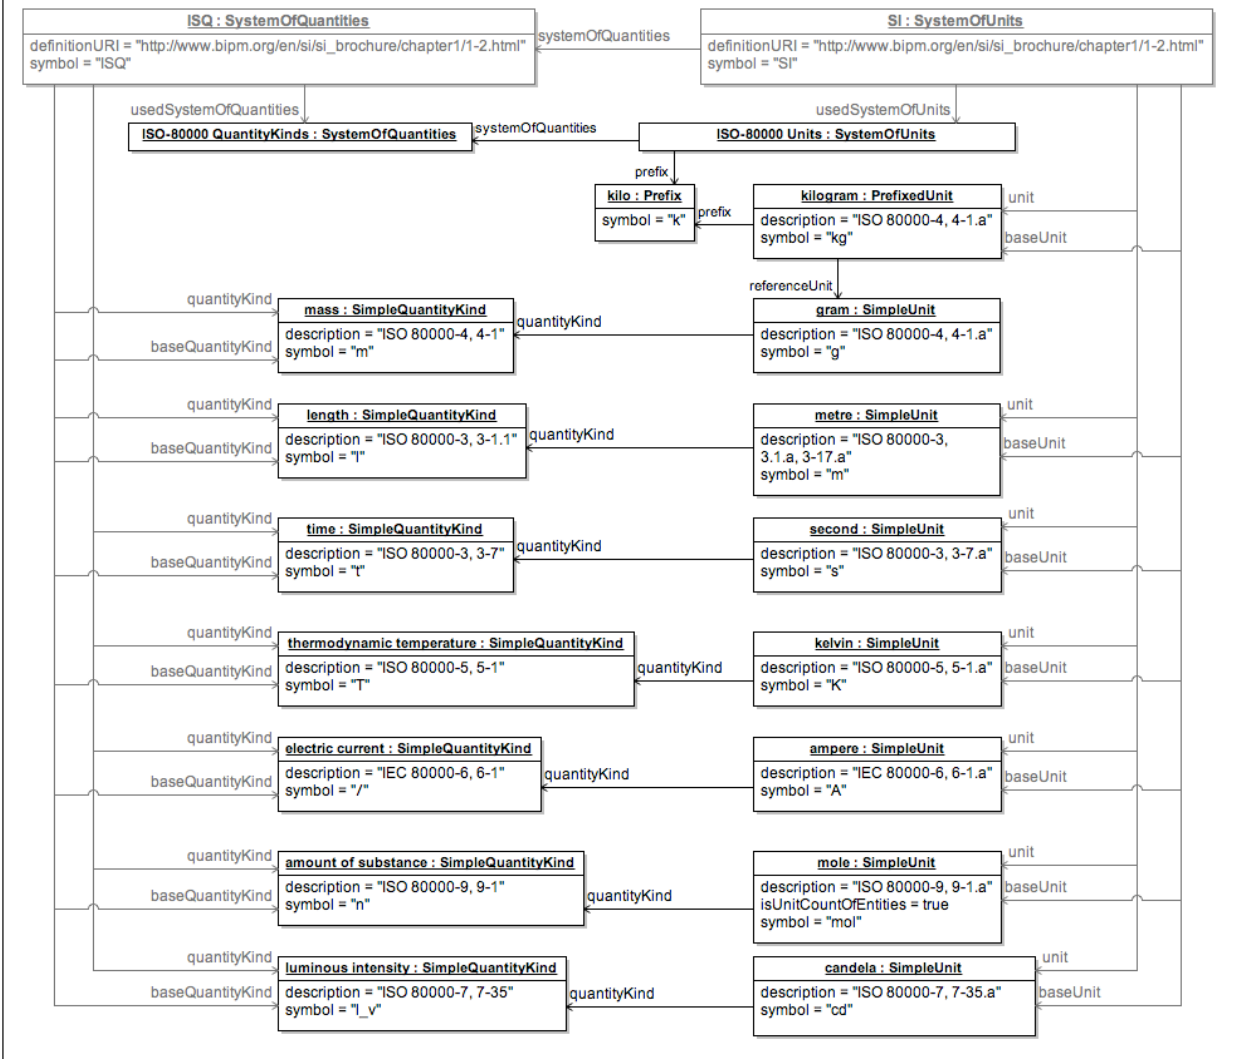 ISQ : SystemOfQuantities
definitionURI = "http://www.bipm.org/en/si/si_brochure/chapter1/1-2.html"
symbol = "ISQ"
systemOfQuantities
SI : SystemOfUnits
definitionURI = "http://www.bipm.org/en/si/si_brochure/chapter1/1-2.html"
symbol = "SI"
usedSystemOfQuantities
usedSystemOfUnits
ISO-80000 QuantityKinds : SystemOfQuantities
systemOfQuantities
ISO-80000 Units : SystemOfUnits
prefix
kilo : Prefix
symbol = "k"
prefix
kilogram : PrefixedUnit
description = "ISO 80000-4, 4-1.a"
symbol = "kg"
unit
baseUnit
referenceUnit
quantityKind
baseQuantityKind
mass : SimpleQuantityKind
description = "ISO 80000-4, 4-1"
symbol = "m"
quantityKind
gram : SimpleUnit
description = "ISO 80000-4, 4-1.a"
symbol = "g"
quantityKind
baseQuantityKind
length : SimpleQuantityKind
description = "ISO 80000-3, 3-1.1"
symbol = "l"
quantityKind
metre : SimpleUnit
description = "ISO 80000-3,
3.1.a, 3-17.a"
symbol = "m"
unit
baseUnit
quantityKind
baseQuantityKind
time : SimpleQuantityKind
description = "ISO 80000-3, 3-7"
symbol = "t"
quantityKind
second : SimpleUnit
description = "ISO 80000-3, 3-7.a"
symbol = "s"
unit
baseUnit
quantityKind
baseQuantityKind
thermodynamic temperature : SimpleQuantityKind
description = "ISO 80000-5, 5-1"
symbol = "T"
quantityKind
kelvin : SimpleUnit
description = "ISO 80000-5, 5-1.a"
symbol = "K"
unit
baseUnit
quantityKind
baseQuantityKind
electric current : SimpleQuantityKind
description = "IEC 80000-6, 6-1"
symbol = "/"
quantityKind
ampere : SimpleUnit
description = "IEC 80000-6, 6-1.a"
symbol = "A"
unit
baseUnit
quantityKind
baseQuantityKind
amount of substance : SimpleQuantityKind
description = "ISO 80000-9, 9-1"
symbol = "n"
quantityKind
mole : SimpleUnit
description = "ISO 80000-9, 9-1.a"
isUnitCountOfEntities = true
symbol = "mol"
unit
baseUnit
quantityKind
baseQuantityKind
luminous intensity : SimpleQuantityKind
description = "ISO 80000-7, 7-35"
symbol = "I_v"
quantityKind
candela : SimpleUnit
description = "ISO 80000-7, 7-35.a"
symbol = "cd"
unit
baseUnit